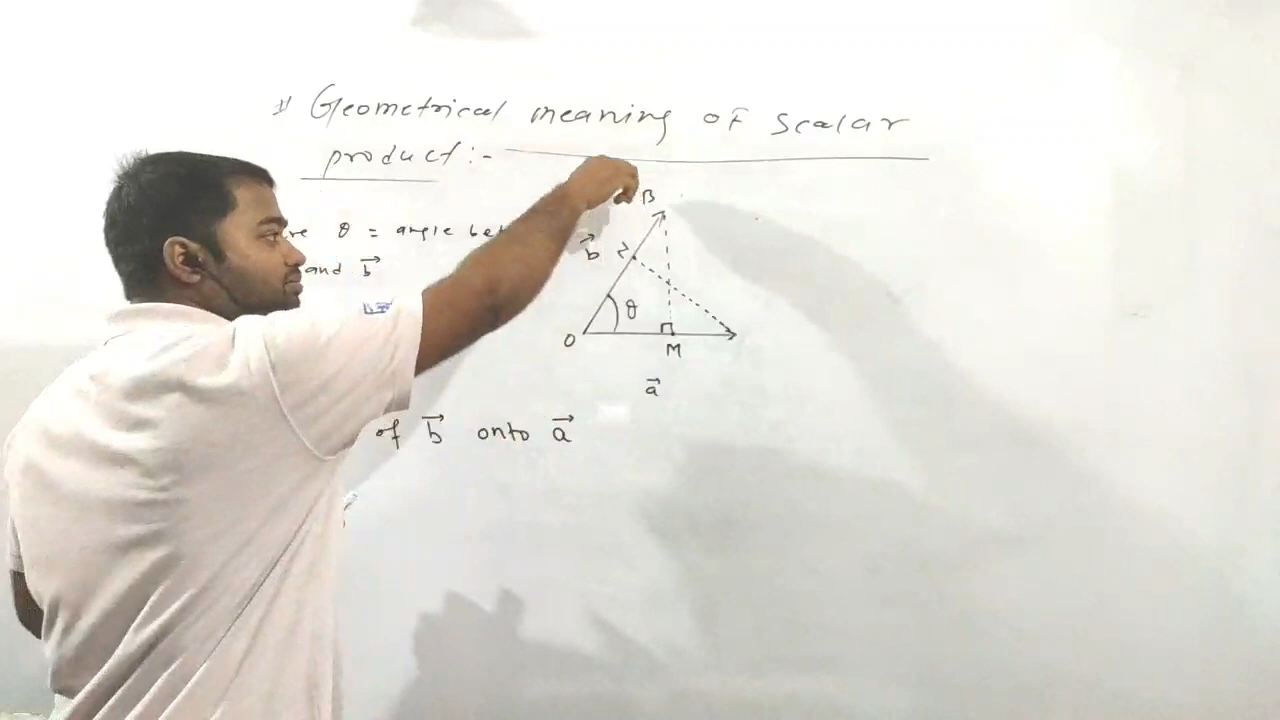 Geometrical meaning of scalar
product:-
B
θ = angle
b⃗
and b⃗
θ
O
M
a⃗
of b⃗ onto a⃗